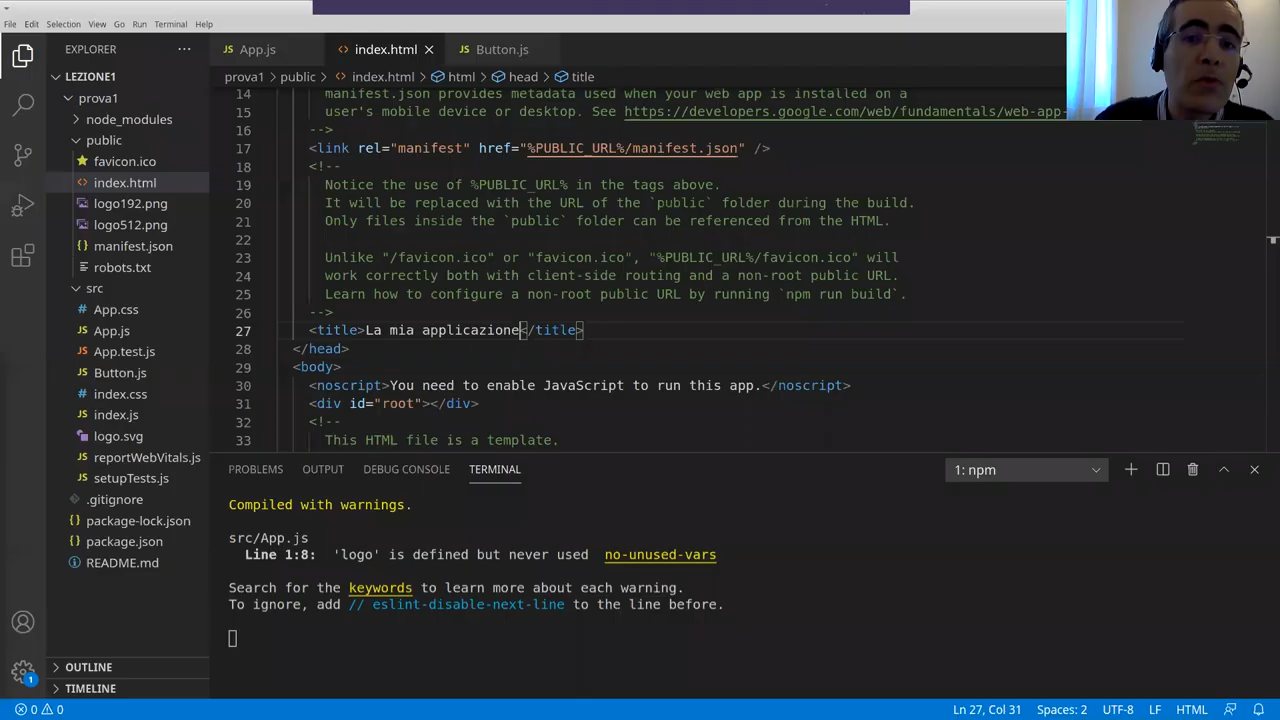 File Edit Selection View Go Run Terminal Help
EXPLORER
LEZIONE1
prova1
node_modules
public
favicon.ico
index.html
logo192.png
logo512.png
manifest.json
robots.txt
src
App.css
App.js
App.test.js
Button.js
index.css
index.js
logo.svg
reportWebVitals.js
setupTests.js
.gitignore
package-lock.json
package.json
README.md
OUTLINE
TIMELINE
App.js index.html Button.js
prova1 > public > index.html > html > head > title
14 manifest.json provides metadata used when your web app is installed on a
15 user's mobile device or desktop. See https://developers.google.com/web/fundamentals/web-app-
16 -->
17 <link rel="manifest" href="%PUBLIC_URL%/manifest.json" />
18 <!--
19 Notice the use of %PUBLIC_URL% in the tags above.
20 It will be replaced with the URL of the `public` folder during the build.
21 Only files inside the `public` folder can be referenced from the HTML.
22
23 Unlike "/favicon.ico" or "favicon.ico", "%PUBLIC_URL%/favicon.ico" will
24 work correctly both with client-side routing and a non-root public URL.
25 Learn how to configure a non-root public URL by running `npm run build`.
26 -->
27 <title>La mia applicazione</title>
28 </head>
29 <body>
30 <noscript>You need to enable JavaScript to run this app.</noscript>
31 <div id="root"></div>
32 <!--
33 This HTML file is a template.
PROBLEMS OUTPUT DEBUG CONSOLE TERMINAL 1: npm
Compiled with warnings.
src/App.js
Line 1:8: 'logo' is defined but never used no-unused-vars
Search for the keywords to learn more about each warning.
To ignore, add // eslint-disable-next-line to the line before.
1
0 0 Ln 27, Col 31 Spaces: 2 UTF-8 LF HTML